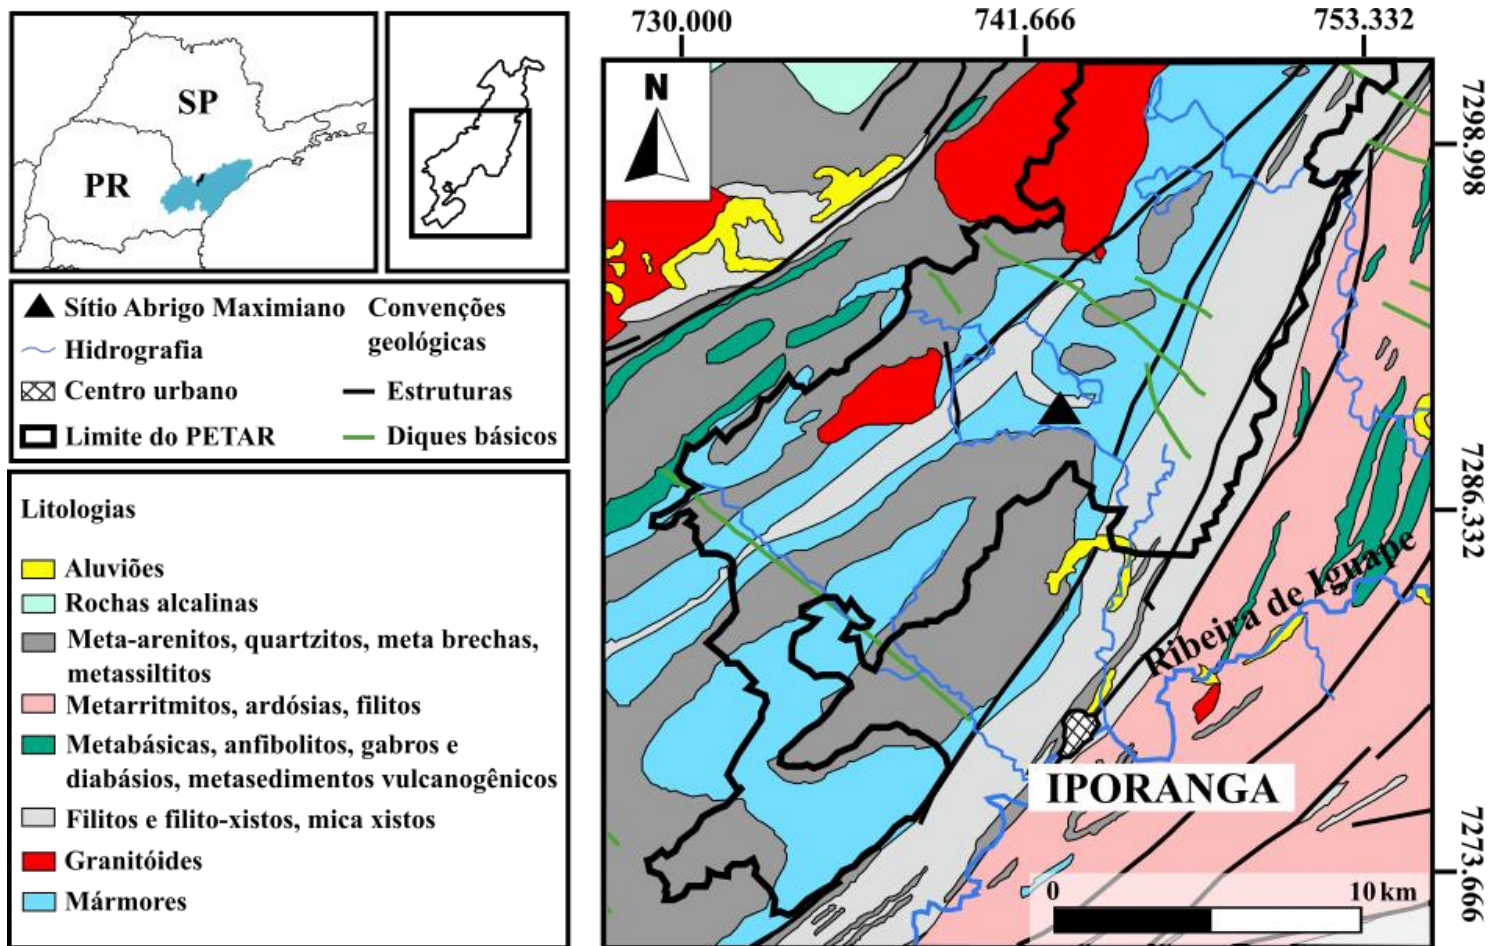 SP
PR
Sítio Abrigo Maximiano
Hidrografia
Centro urbano
Limite do PETAR
Convenções
geológicas
Estruturas
Diques básicos
Litologias
Aluviões
Rochas alcalinas
Meta-arenitos, quartzitos, meta brechas,
metassiltitos
Metarritmitos, ardósias, filitos
Metabásicas, anfibolitos, gabros e
diabásios, metasedimentos vulcanogênicos
Filitos e filito-xistos, mica xistos
Granitóides
Mármores
730.000
741.666
753.332
N
7298.998
7286.332
7273.666
Ribeira de Iguape
IPORANGA
0
10 km